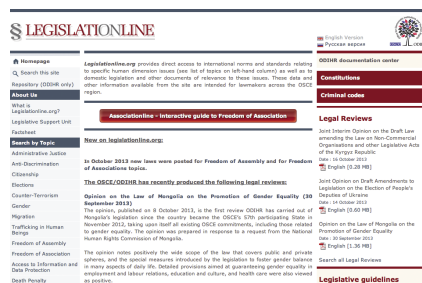 § LEGISLATIONLINE
English Version
Русская версия
Homepage
Search this site
Repository (ODIHR only)
About Us
What is
Legislationline.org?
Legislative Support Unit
Factsheet
Search by Topic
Administrative Justice
Anti-Discrimination
Citizenship
Elections
Counter-Terrorism
Gender
Migration
Trafficking in Human
Beings
Freedom of Assembly
Freedom of Association
Access to Information and
Data Protection
Death Penalty
Legislationline.org provides direct access to international norms and standards relating
to specific human dimension issues (see list of topics on left-hand column) as well as to
domestic legislation and other documents of relevance to these issues. These data and
other information available from the site are intended for lawmakers across the OSCE
region.
Associationline - interactive guide to Freedom of Association
New on legislationline.org:
In October 2013 new laws were posted for Freedom of Assembly and for Freedom
of Association topics.
The OSCE/ODIHR has recently produced the following legal reviews:
Opinion on the Law of Mongolia on Promotion of Gender Equality (30
September 2013)
The opinion, published on 8 October 2013, is the first review ODIHR has carried out of
Mongolia's legislation since the country became the OSCE's 57th participating State in
November 2012, taking upon itself all existing OSCE commitments, including those related
to gender equality. The opinion was prepared in response to a request from the National
Human Rights Commission of Mongolia.
The opinion notes positively the wide scope of the law that covers public and private
spheres, and the special measures introduced by the legislation to foster gender balance
in many aspects of daily life. Detailed provisions aimed at guaranteeing gender equality in
employment and labour relations, education and culture, and health care were also viewed
as positive.
ODIHR documentation center
Constitutions
Criminal codes
Legal Reviews
Joint Interim Opinion on the Draft Law
amending the Law on Non-Commercial
Organisations and other Legislative Acts
of the Kyrgyz Republic
Date : 16 October 2013
English [0.28 MB]
Joint Opinion on Draft Amendments to
Legislation on the Election of People's
Deputies of Ukraine
Date : 14 October 2013
English [0.60 MB]
Opinion on the Law of Mongolia on the
Promotion of Gender Equality
Date : 30 September 2013
English [1.36 MB]
Search all Legal Reviews
Legislative guidelines